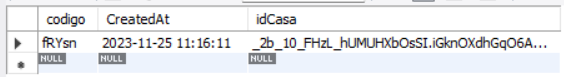 codigo CreatedAt idCasa
fRYsn 2023-11-25 11:16:11 _2b_10_FHzL_hUMUHXbOsSI.iGknOXdhGqO6A...
NULL NULL NULL